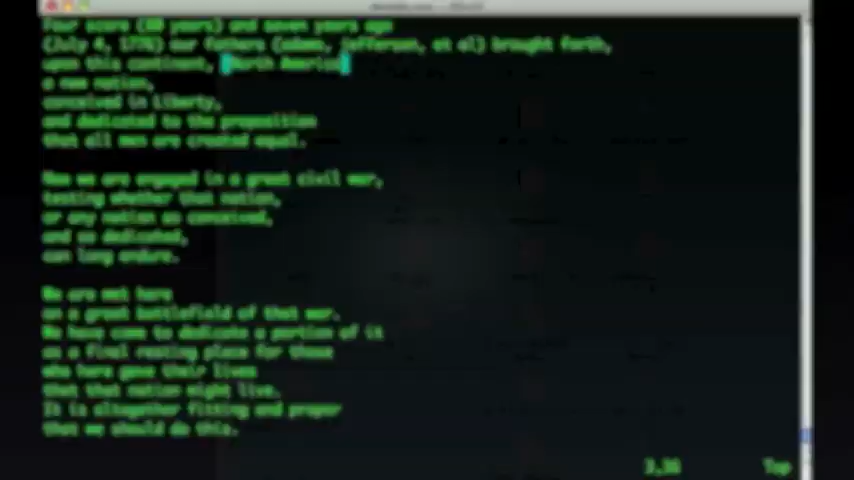 Four score (80 years) and seven years ago
(July 4, 1776) our fathers (adams, jefferson, et al) brought forth,
upon this continent, (North America)
a new nation,
conceived in Liberty,
and dedicated to the proposition
that all men are created equal.
Now we are engaged in a great civil war,
testing whether that nation,
or any nation so conceived,
and so dedicated,
can long endure.
We are met here
on a great battlefield of that war.
We have come to dedicate a portion of it
as a final resting place for those
who here gave their lives
that that nation might live.
It is altogether fitting and proper
that we should do this.
3,36 Top